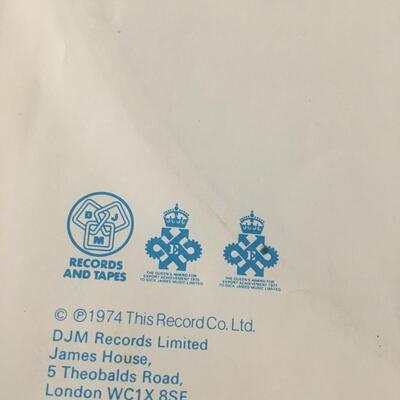 D J
M
RECORDS
AND TAPES
E
THE QUEEN'S AWARD FOR
EXPORT ACHIEVEMENT
TO DICK JAMES MUSIC LIMITED
E
THE QUEEN'S AWARD FOR
EXPORT ACHIEVEMENT
TO DICK JAMES MUSIC LIMITED
© ℗ 1974 This Record Co. Ltd.
DJM Records Limited
James House,
5 Theobalds Road,
London WC1X 8SE